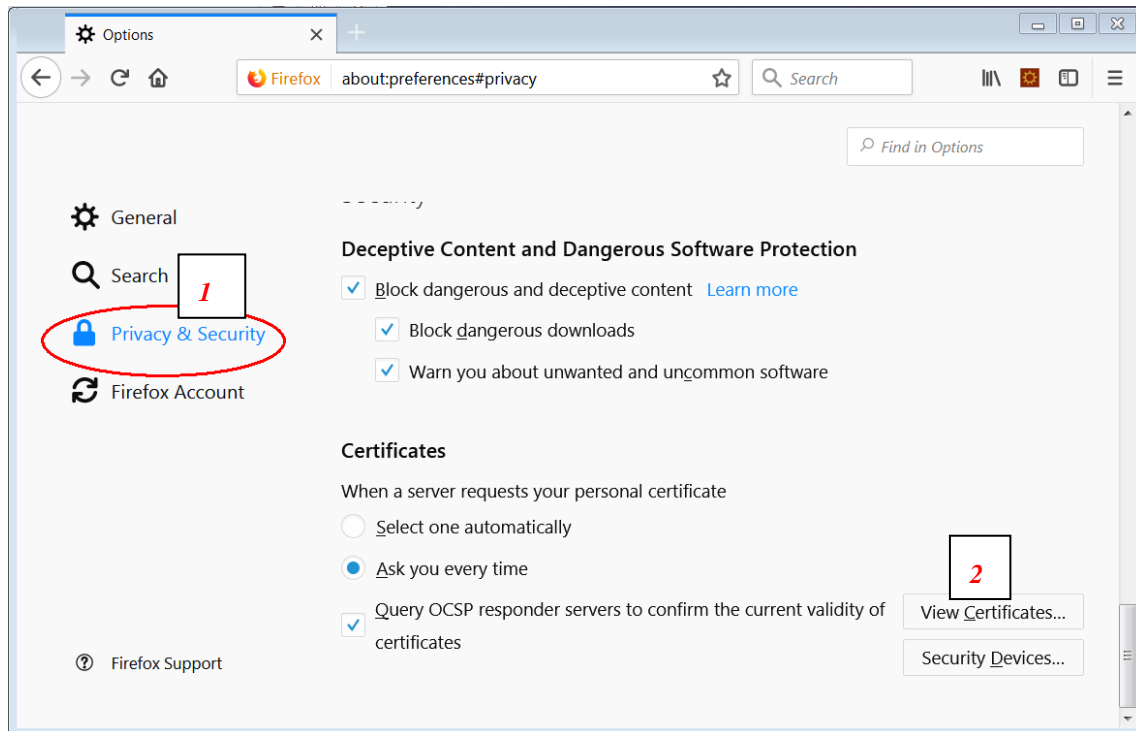 Options
Firefox about:preferences#privacy Search
Find in Options
General
Security
Deceptive Content and Dangerous Software Protection
Search
1
Block dangerous and deceptive content Learn more
Privacy & Security
Block dangerous downloads
Warn you about unwanted and uncommon software
Firefox Account
Certificates
When a server requests your personal certificate
Select one automatically
Ask you every time
2
Query OCSP responder servers to confirm the current validity of
certificates
View Certificates...
Security Devices...
Firefox Support